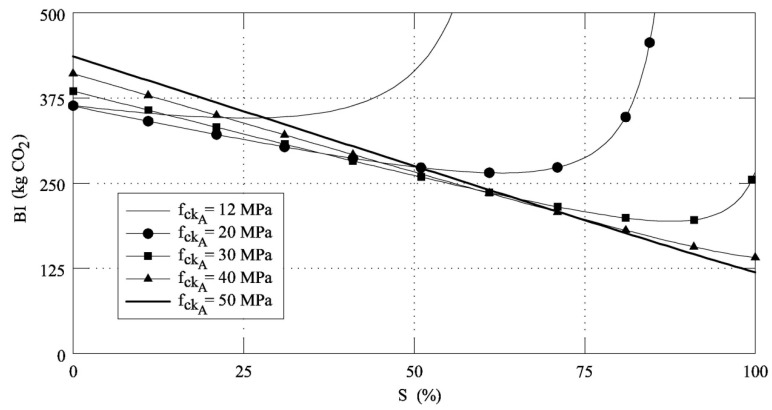 500
375
250
125
0
BI (kg CO2)
fckA= 12 MPa
fckA= 20 MPa
fckA= 30 MPa
fckA= 40 MPa
fckA= 50 MPa
0 25 50 75 100
S (%)